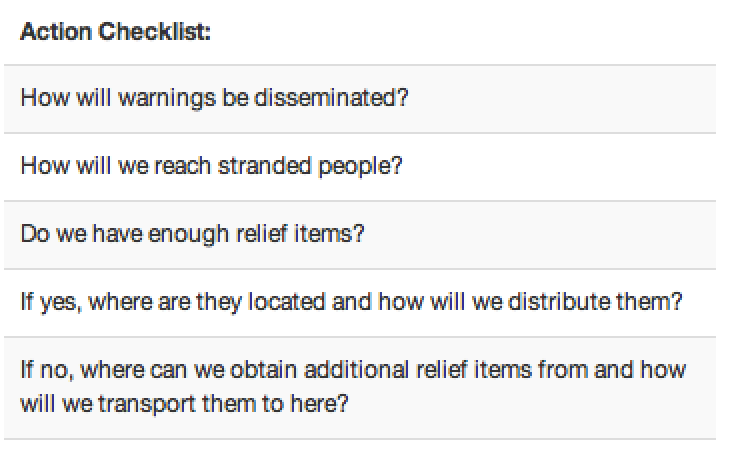 Action Checklist:
How will warnings be disseminated?
How will we reach stranded people?
Do we have enough relief items?
If yes, where are they located and how will we distribute them?
If no, where can we obtain additional relief items from and how
will we transport them to here?